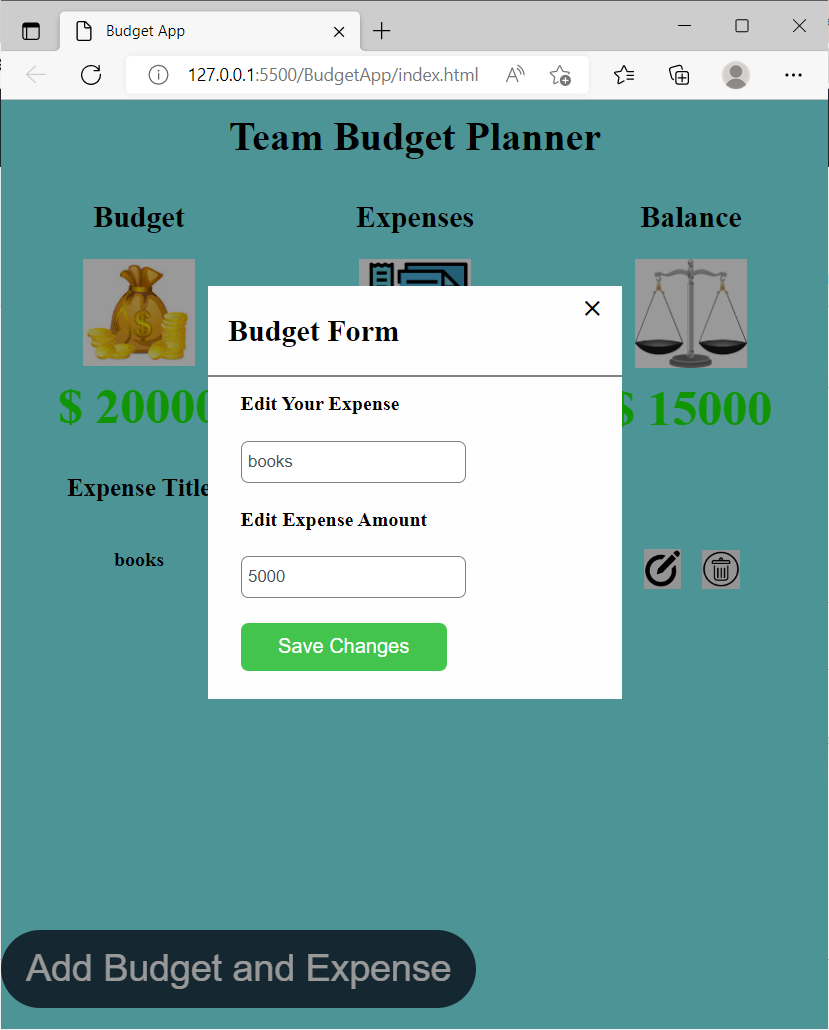 Budget App
127.0.0.1:5500/BudgetApp/index.html
Team Budget Planner
Budget Expenses Balance
$
Budget Form
$ 20000 $ 15000
Edit Your Expense
books
Expense Title
Edit Expense Amount
books
5000
Save Changes
Add Budget and Expense